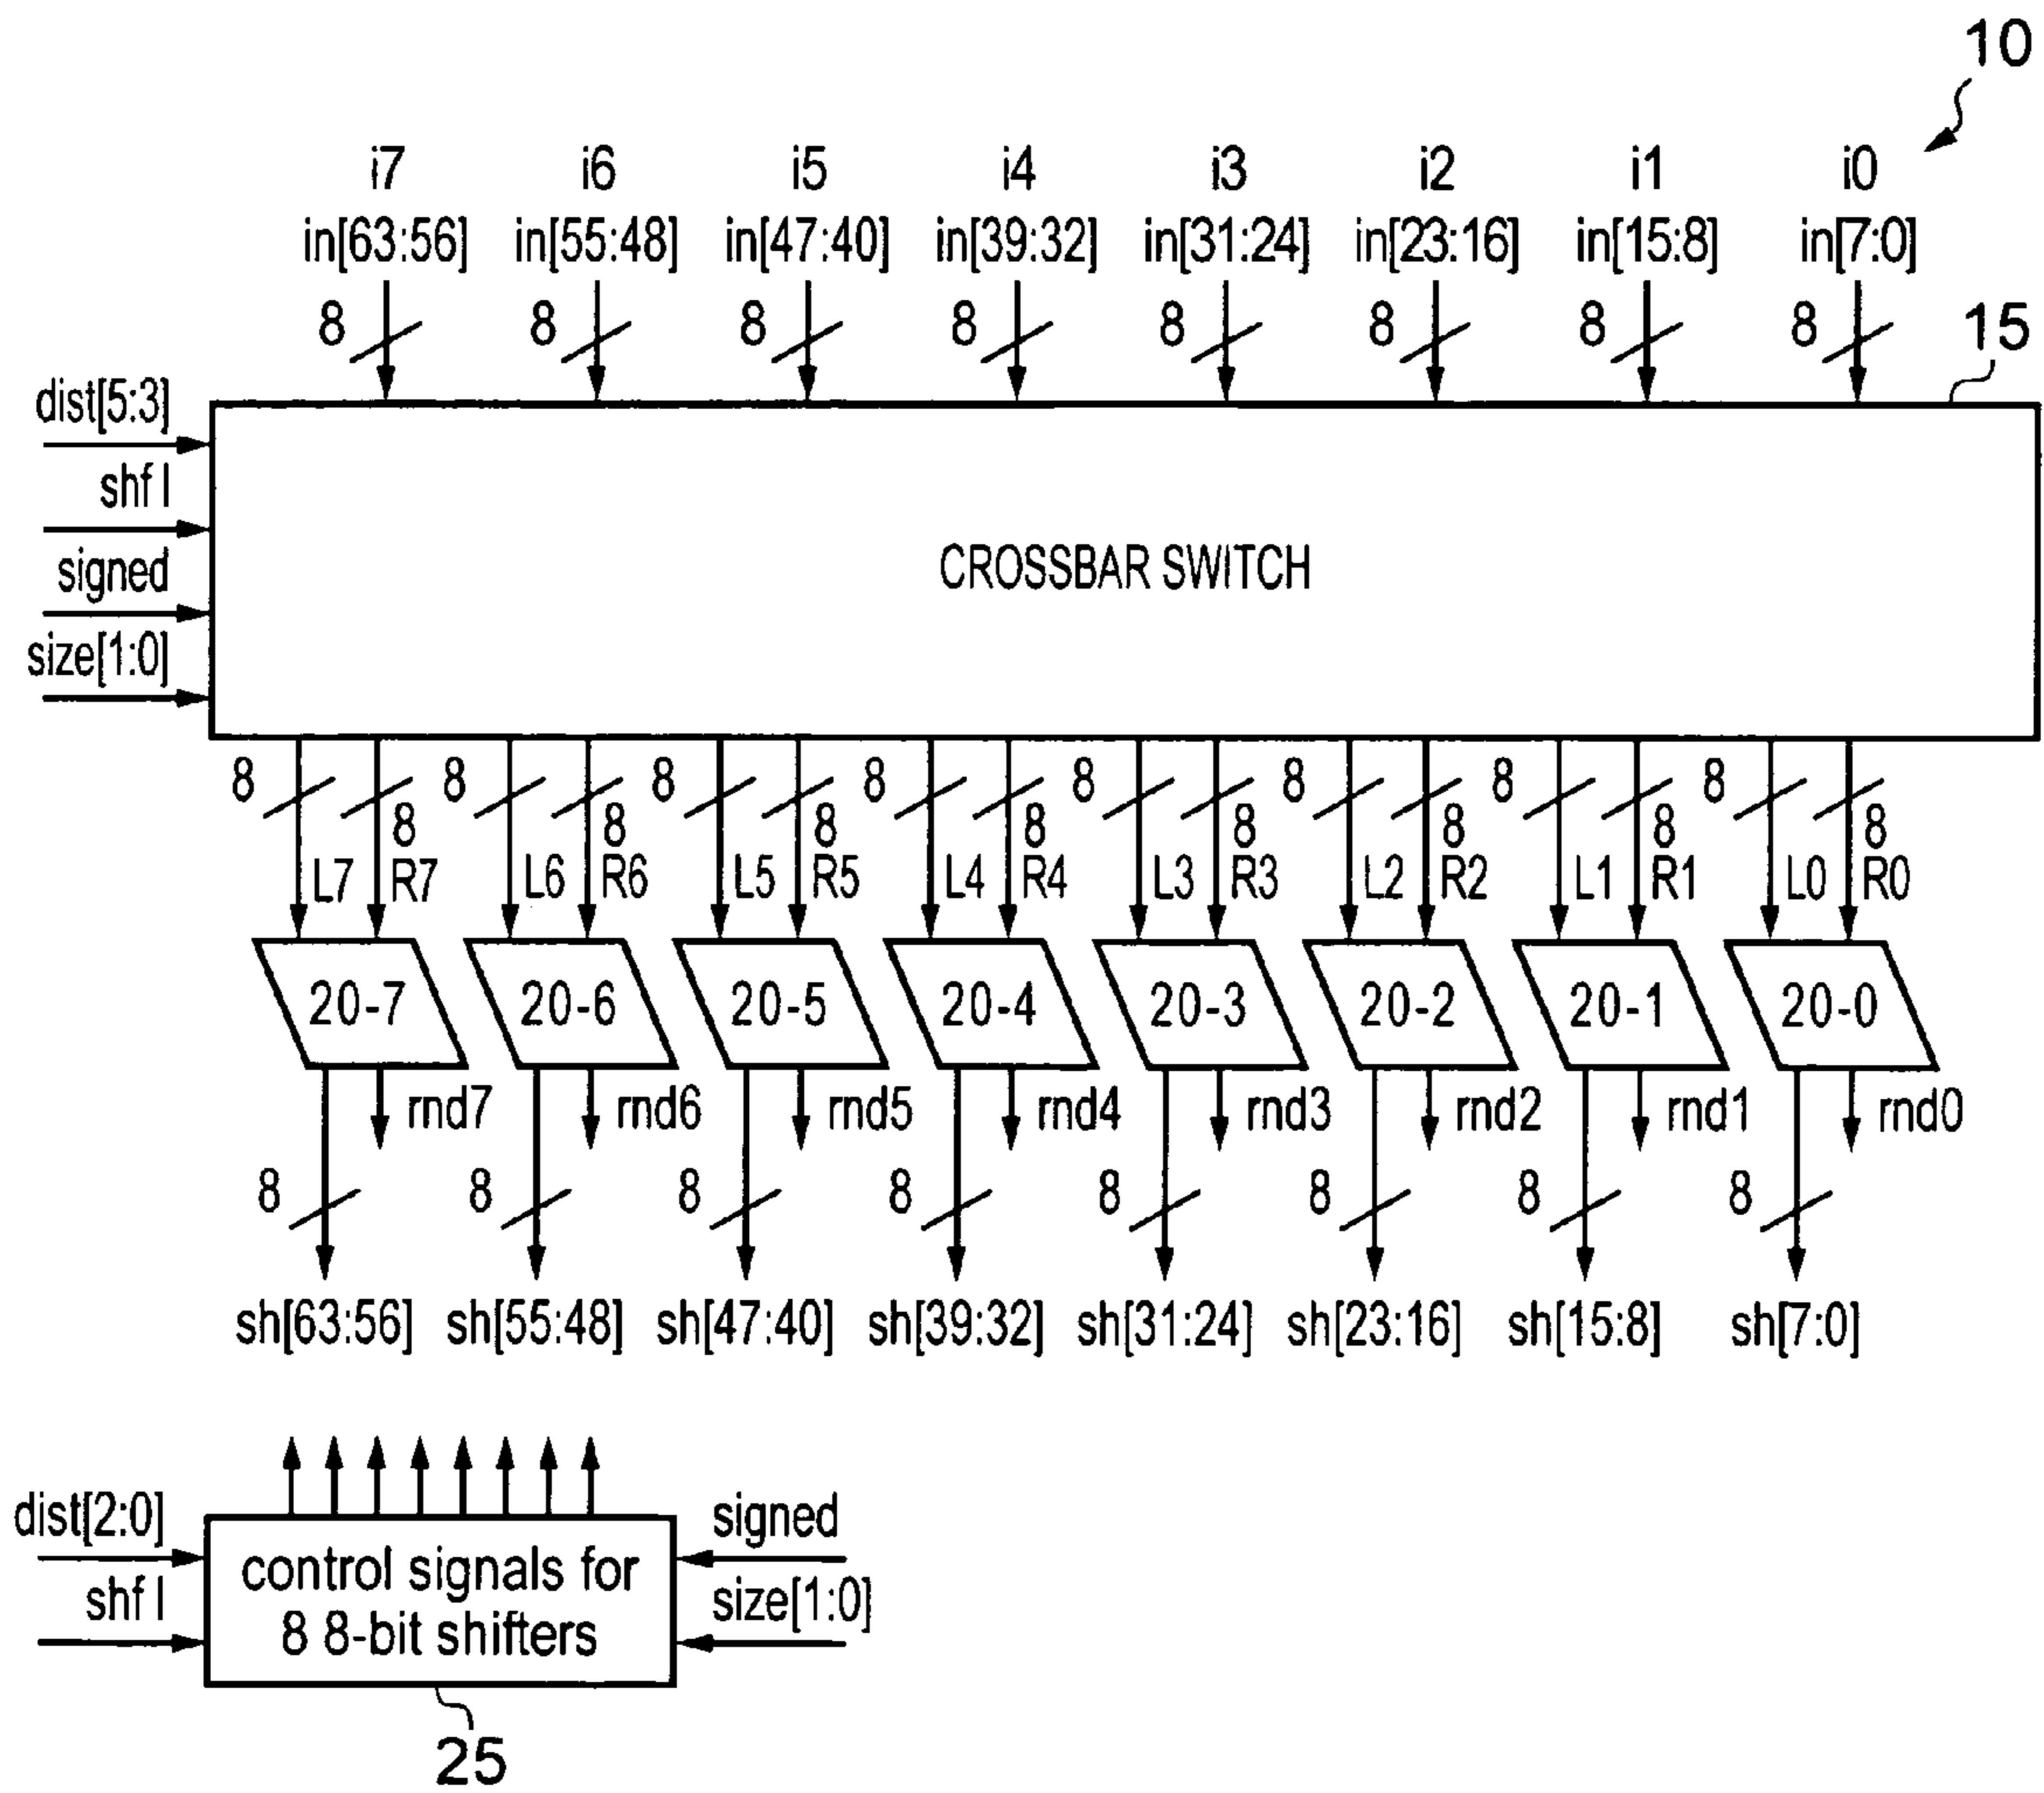 10
i7 i6 i5 i4 i3 i2 i1 i0
in[63:56] in[55:48] in[47:40] in[39:32] in[31:24] in[23:16] in[15:8] in[7:0]
8 8 8 8 8 8 8 8
15
dist[5:3]
shf l
signed
size[1:0]
CROSSBAR SWITCH
8 8 8 8 8 8 8 8
8 8 8 8 8 8 8 8
L7 R7 L6 R6 L5 R5 L4 R4 L3 R3 L2 R2 L1 R1 L0 R0
20-7 20-6 20-5 20-4 20-3 20-2 20-1 20-0
rnd7 rnd6 rnd5 rnd4 rnd3 rnd2 rnd1 rnd0
8 8 8 8 8 8 8 8
sh[63:56] sh[55:48] sh[47:40] sh[39:32] sh[31:24] sh[23:16] sh[15:8] sh[7:0]
dist[2:0]
shf l
control signals for
8 8-bit shifters
signed
size[1:0]
25